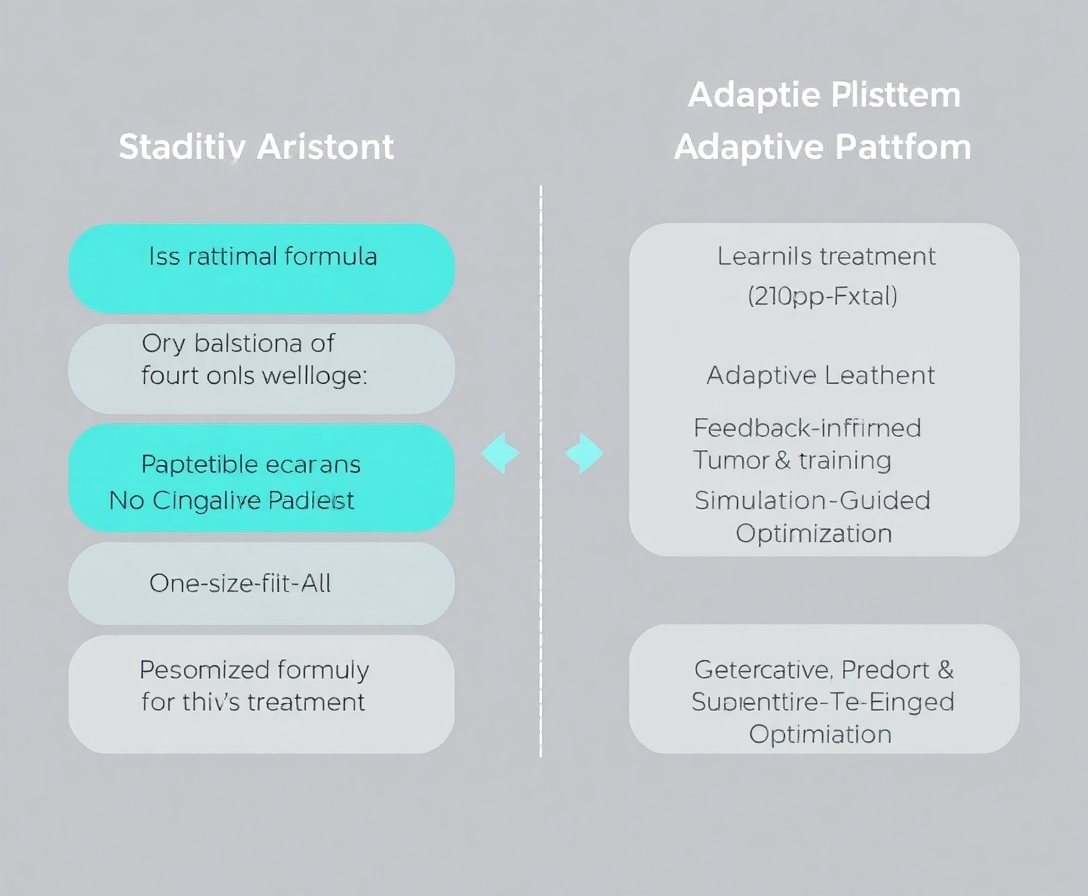 Staditiy Aristont
Iss rattimal formula
Ory balstiona of
fourt onls wellloge:
Paptetible ecarans
No Cingalive Padiest
One-size-fiit-All
Pesomized formuly
for thiv's treatment
Adaptie Plisttem
Adaptive Pattfom
Learnils treatment
(210pp-Fxtal)
Adaptive Leathent
Feedback-inffirned
Tumor & training
Simulation-Guided
Optimization
Getercative, Predort &
Supienttire-Te-Einged
Optimiation